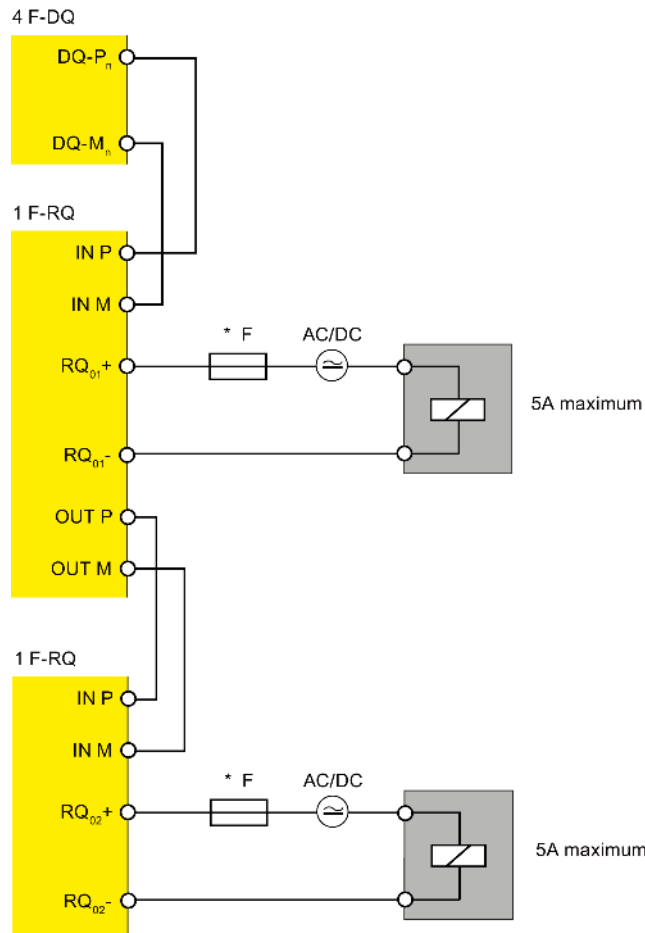 4 F-DQ
DQ-Pn
DQ-Mn
1 F-RQ
IN P
IN M
* F AC/DC
RQ01+
5A maximum
RQ01-
OUT P
OUT M
1 F-RQ
IN P
IN M
* F AC/DC
RQ02+
5A maximum
RQ02-